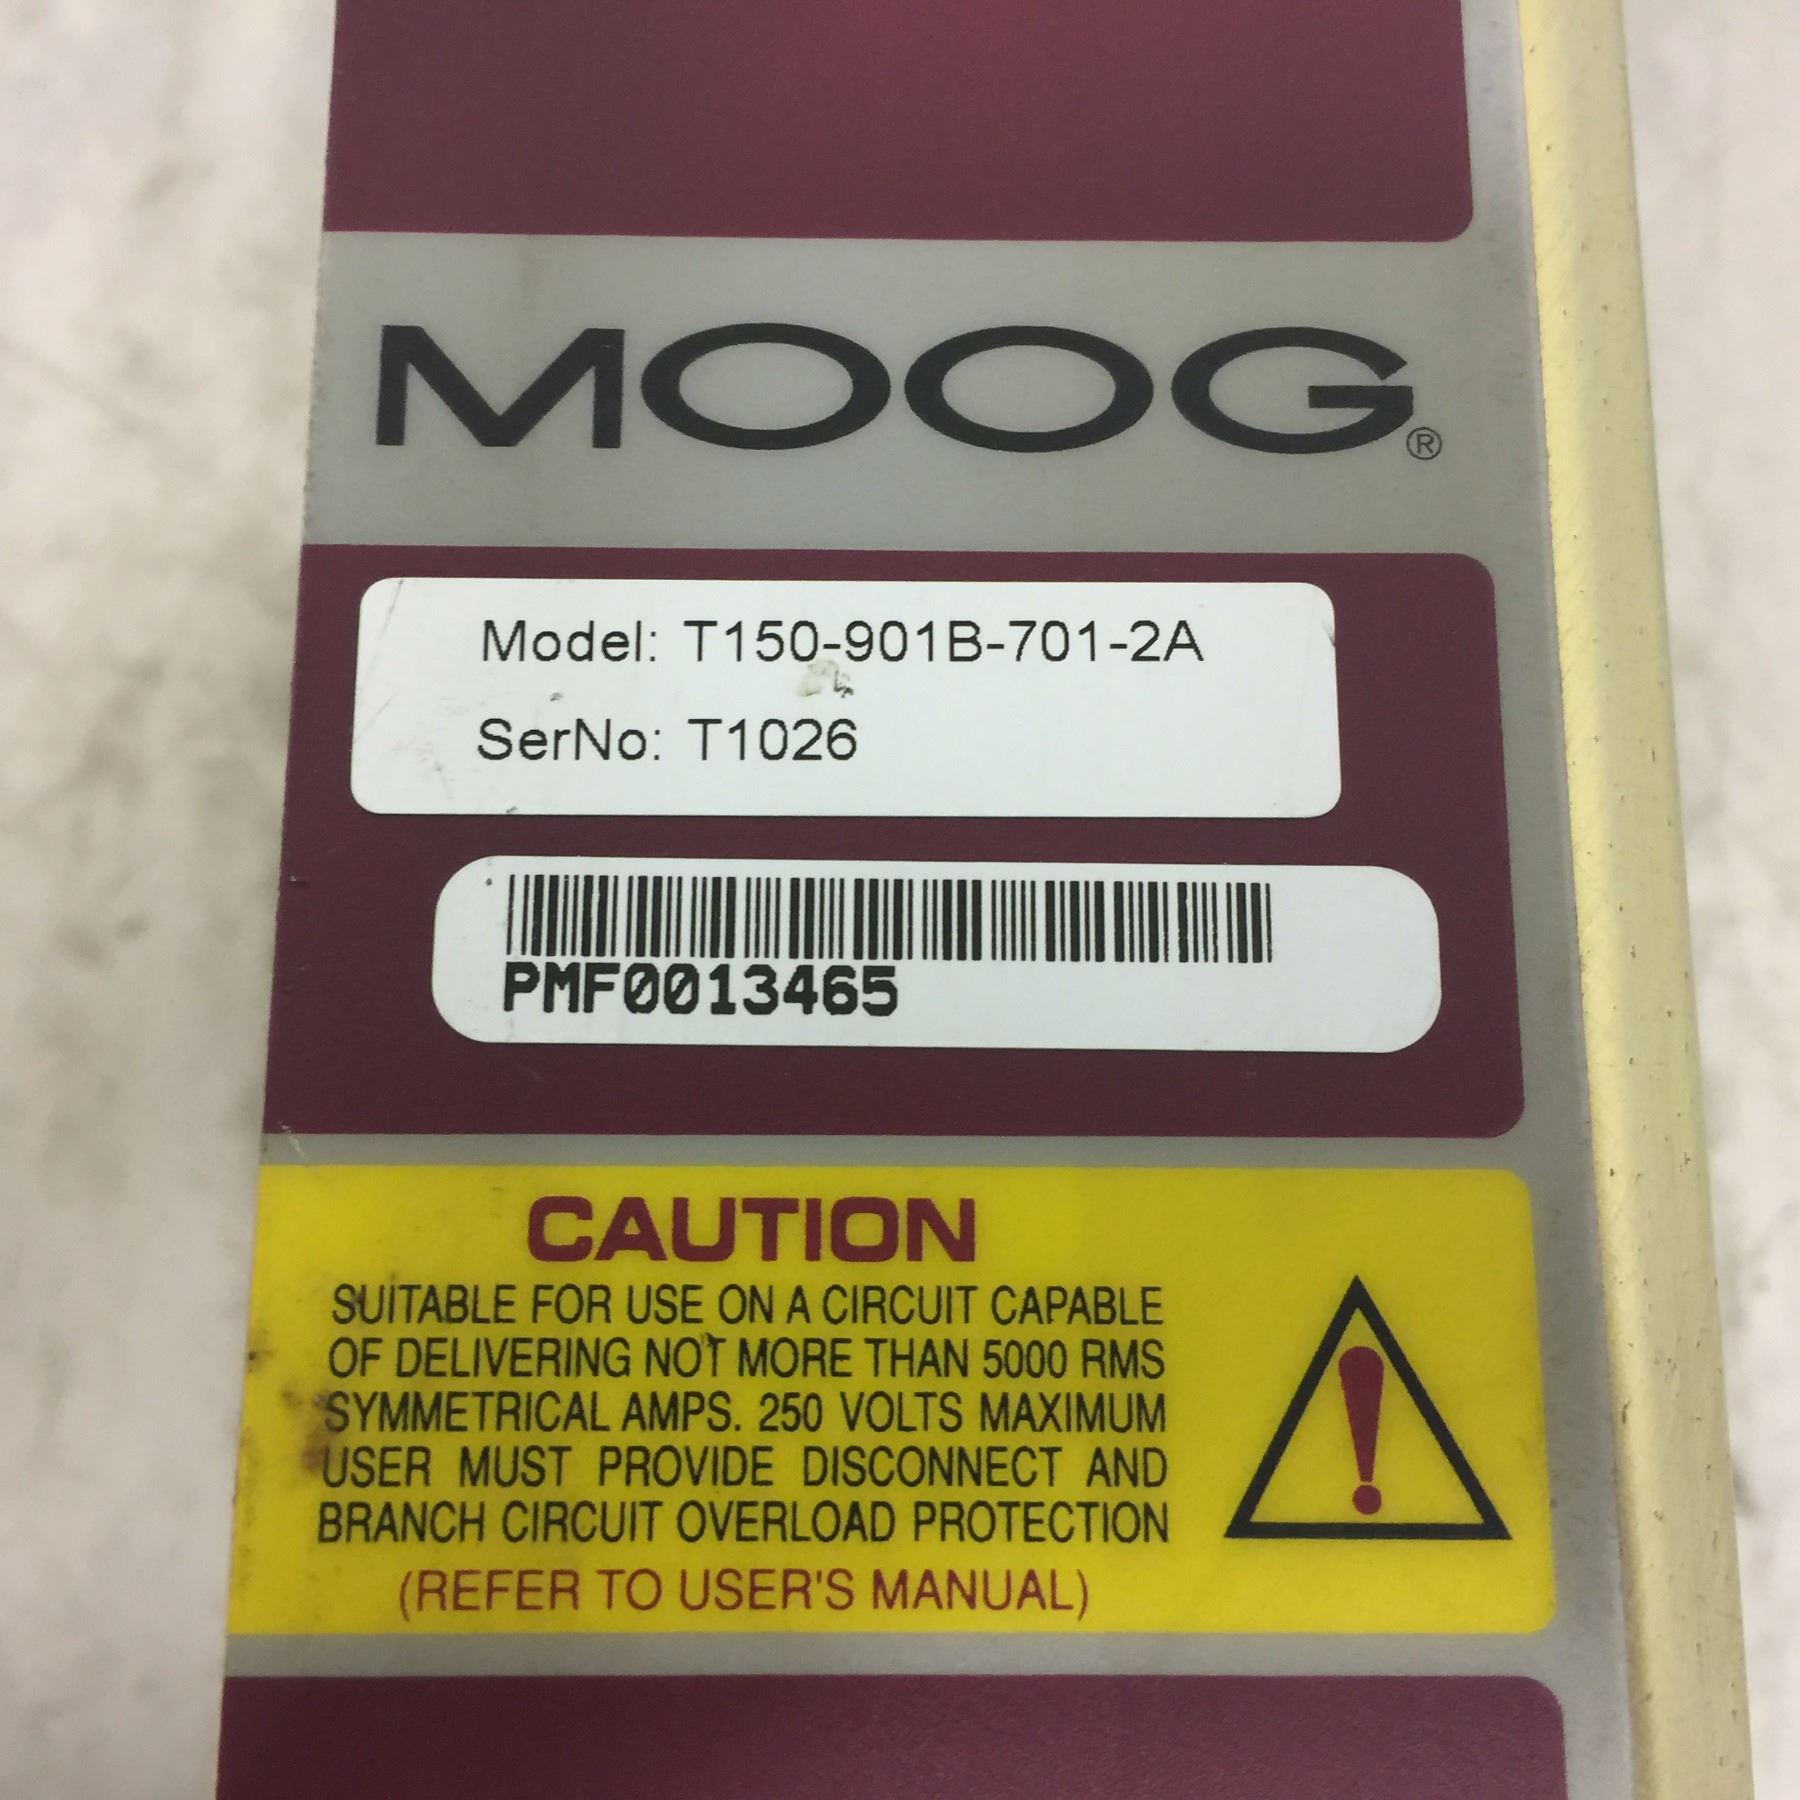 MOOG®
Model: T150-901B-701-2A
SerNo: T1026
PMF0013465
CAUTION
SUITABLE FOR USE ON A CIRCUIT CAPABLE
OF DELIVERING NOT MORE THAN 5000 RMS
SYMMETRICAL AMPS. 250 VOLTS MAXIMUM
USER MUST PROVIDE DISCONNECT AND
BRANCH CIRCUIT OVERLOAD PROTECTION
(REFER TO USER'S MANUAL)